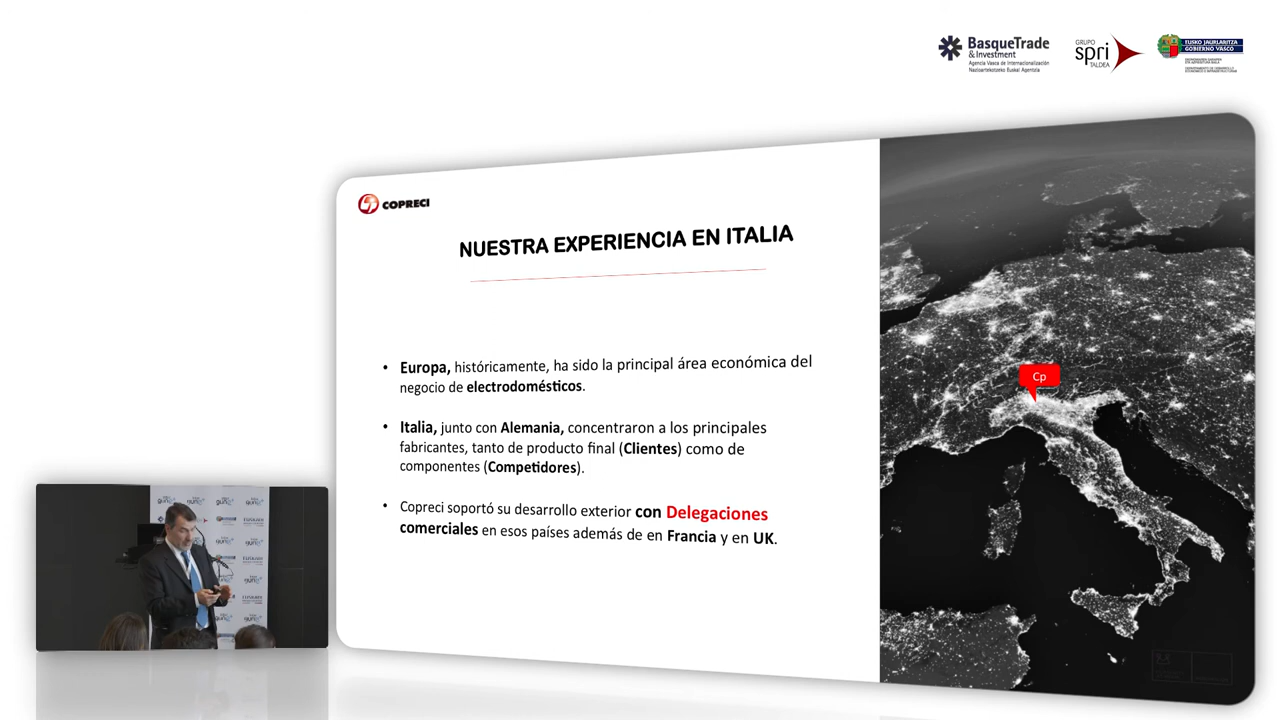 BasqueTrade
& Investment
Agencia Vasca de Internacionalización
Nazioartekotzeko Euskal Agentzia
GRUPO
spri
TALDEA
EUSKO JAURLARITZA
GOBIERNO VASCO
COPRECI
NUESTRA EXPERIENCIA EN ITALIA
• Europa, históricamente, ha sido la principal área económica del
negocio de electrodomésticos.
• Italia, junto con Alemania, concentraron a los principales
fabricantes, tanto de producto final (Clientes) como de
componentes (Competidores).
• Copreci soportó su desarrollo exterior con Delegaciones
comerciales en esos países además de en Francia y en UK.
Cp